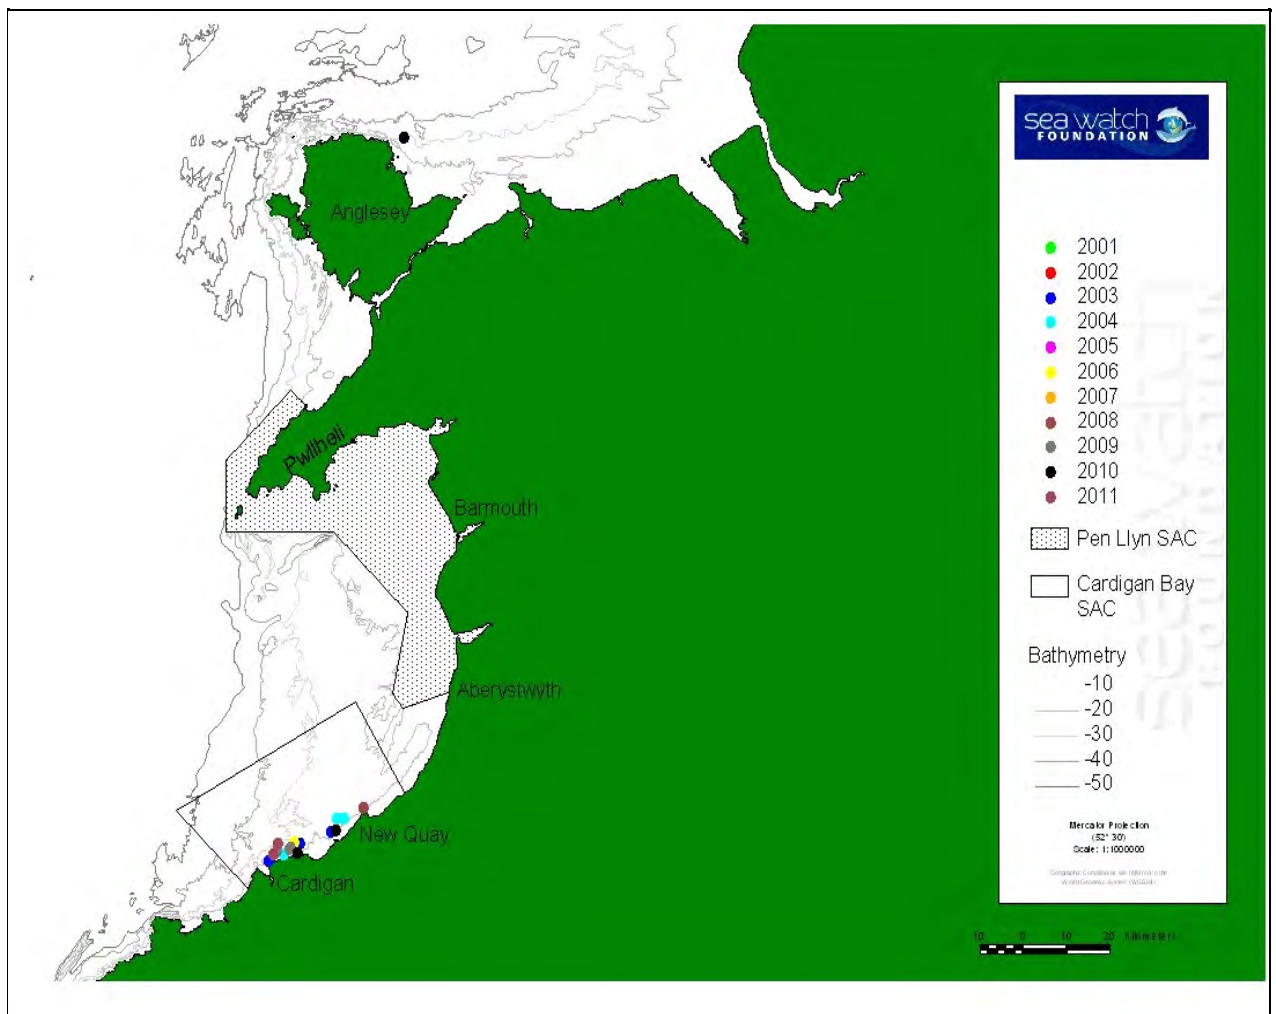 sea watch
FOUNDATION
Anglesey
Pwllheli
Barmouth
Aberystwyth
New Quay
Cardigan
2001
2002
2003
2004
2005
2006
2007
2008
2009
2010
2011
Pen Llyn SAC
Cardigan Bay
SAC
Bathymetry
-10
-20
-30
-40
-50
Mercator Projection
(52° 30)
Scale: 1:1000000
10 0 10 20 Kilometers